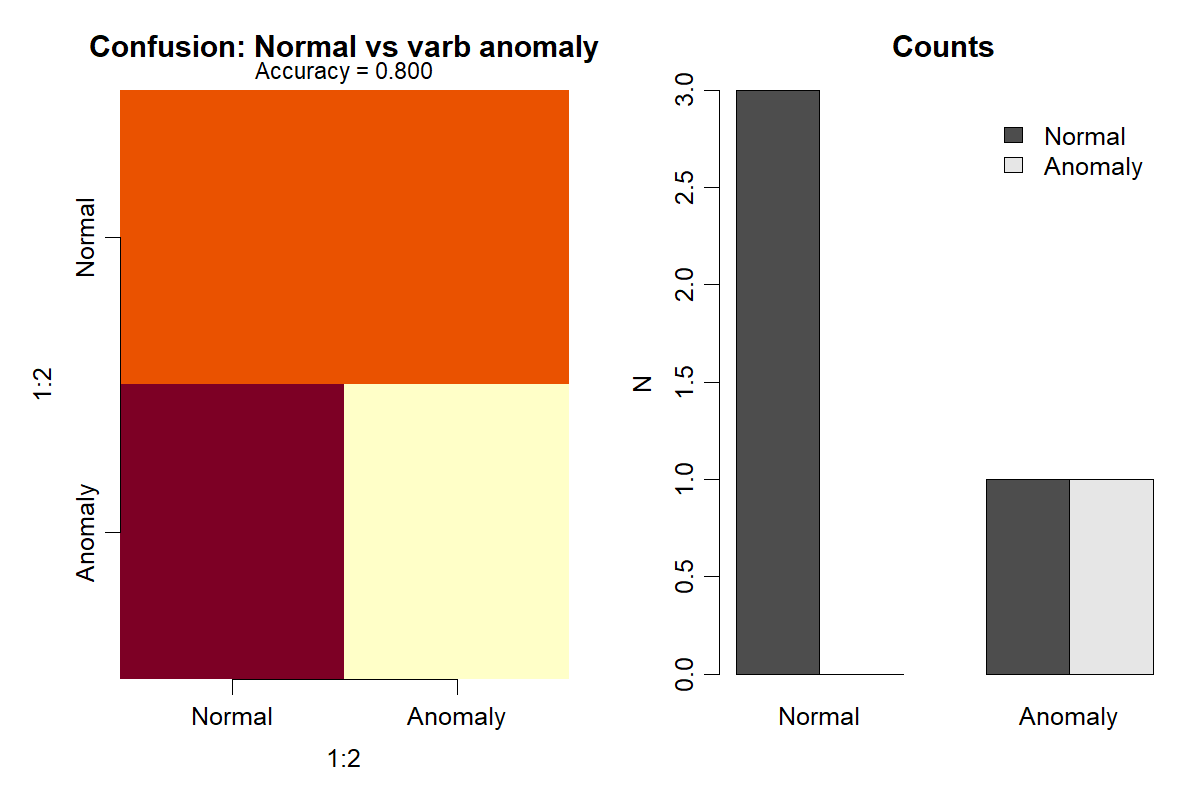 Confusion: Normal vs varb anomaly
Accuracy = 0.800
Normal
Anomaly
1:2
Normal Anomaly
1:2
Counts
3.0
2.5
2.0
1.5
1.0
0.5
0.0
N
Normal
Anomaly
Normal Anomaly